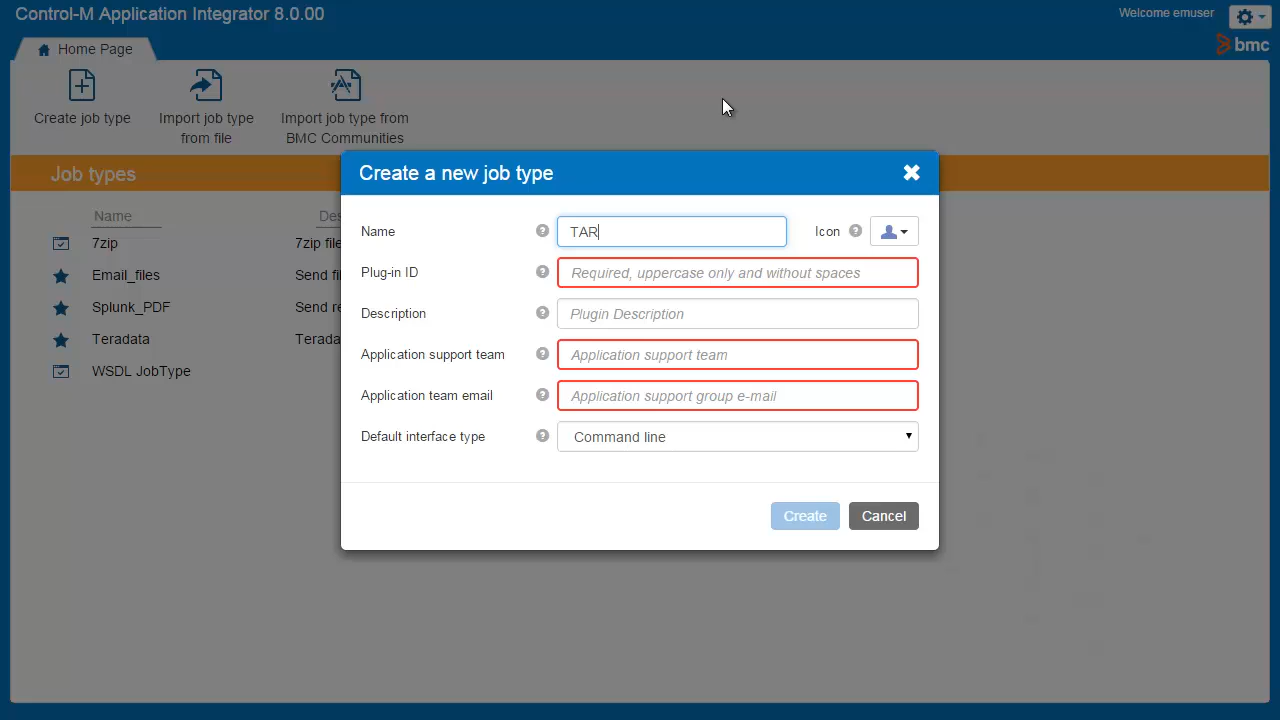 Control-M Application Integrator 8.0.00
Welcome emuser
Home Page
bmc
Create job type
Import job type
from file
Import job type from
BMC Communities
Job types
Name
Des
7zip
7zip file
Email_files
Send fi
Splunk_PDF
Send re
Teradata
Terada
WSDL JobType
Create a new job type
Name
?
TAR
Icon
?
Plug-in ID
?
Required, uppercase only and without spaces
Description
?
Plugin Description
Application support team
?
Application support team
Application team email
?
Application support group e-mail
Default interface type
?
Command line
Create
Cancel